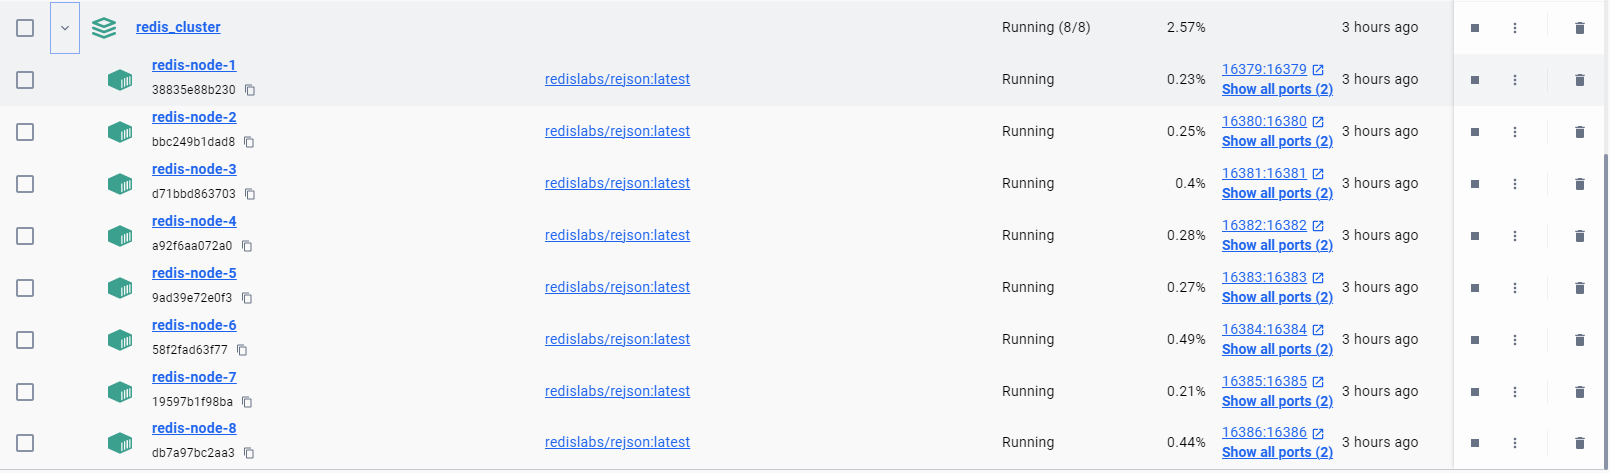 redis_cluster Running (8/8) 2.57% 3 hours ago
redis-node-1 redislabs/rejson:latest Running 0.23% 16379:16379 3 hours ago
38835e88b230 Show all ports (2)
redis-node-2 redislabs/rejson:latest Running 0.25% 16380:16380 3 hours ago
bbc249b1dad8 Show all ports (2)
redis-node-3 redislabs/rejson:latest Running 0.4% 16381:16381 3 hours ago
d71bbd863703 Show all ports (2)
redis-node-4 redislabs/rejson:latest Running 0.28% 16382:16382 3 hours ago
a92f6aa072a0 Show all ports (2)
redis-node-5 redislabs/rejson:latest Running 0.27% 16383:16383 3 hours ago
9ad39e72e0f3 Show all ports (2)
redis-node-6 redislabs/rejson:latest Running 0.49% 16384:16384 3 hours ago
58f2fad63f77 Show all ports (2)
redis-node-7 redislabs/rejson:latest Running 0.21% 16385:16385 3 hours ago
19597b1f98ba Show all ports (2)
redis-node-8 redislabs/rejson:latest Running 0.44% 16386:16386 3 hours ago
db7a97bc2aa3 Show all ports (2)